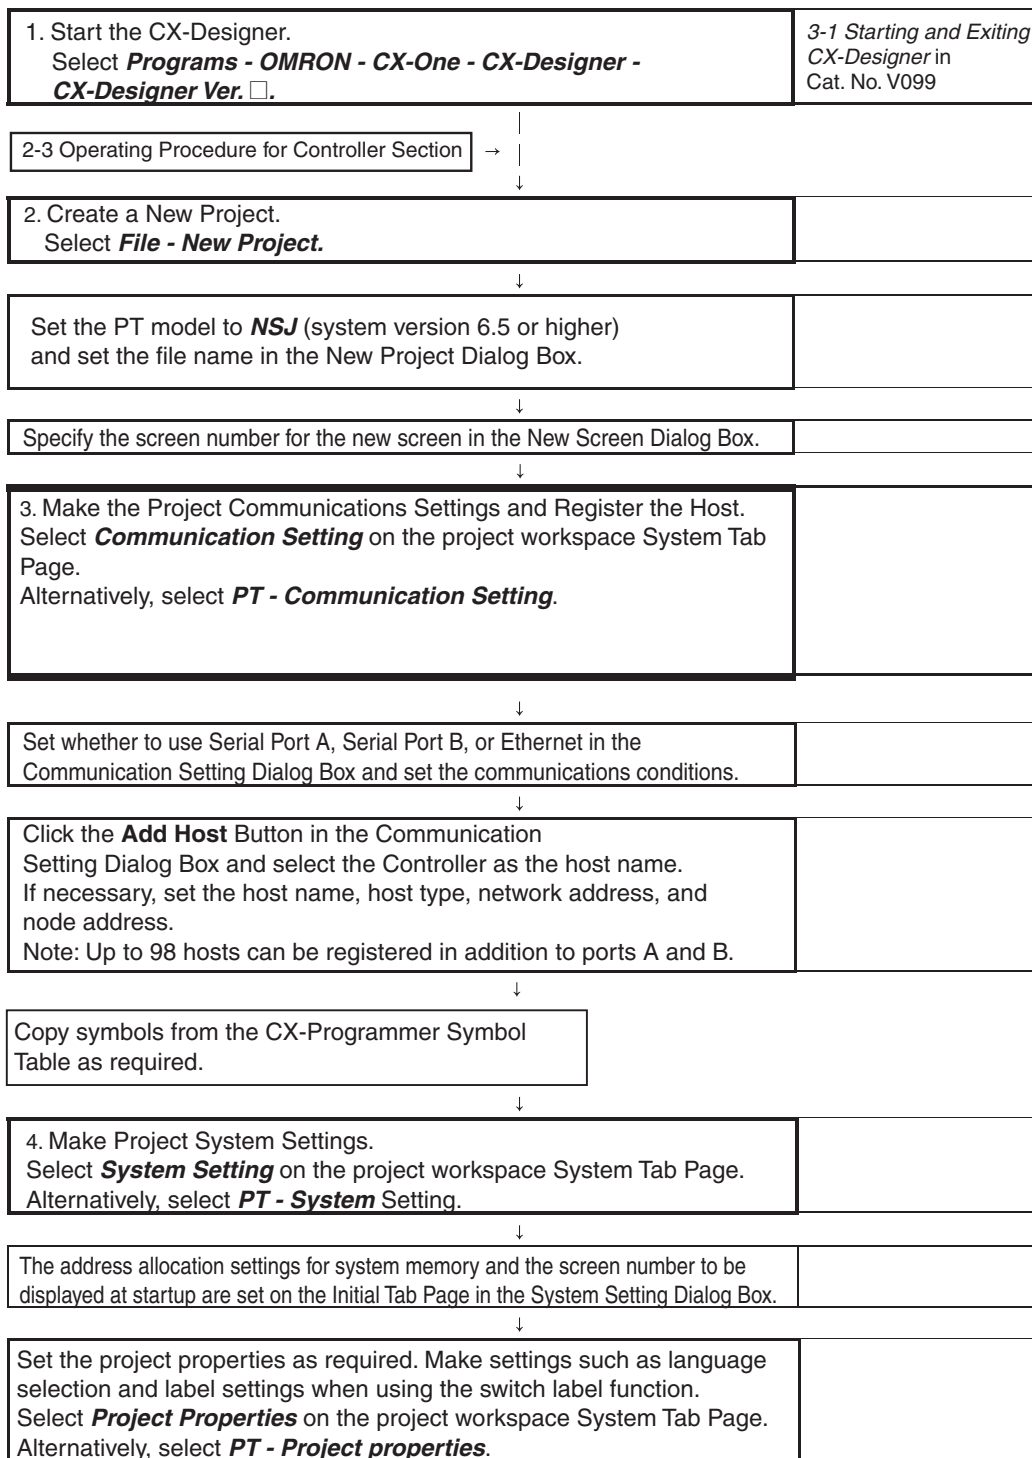 1. Start the CX-Designer.
Select Programs - OMRON - CX-One - CX-Designer -
CX-Designer Ver. □.
3-1 Starting and Exiting
CX-Designer in
Cat. No. V099
2-3 Operating Procedure for Controller Section →
↓
2. Create a New Project.
Select File - New Project.
↓
Set the PT model to NSJ (system version 6.5 or higher)
and set the file name in the New Project Dialog Box.
↓
Specify the screen number for the new screen in the New Screen Dialog Box.
↓
3. Make the Project Communications Settings and Register the Host.
Select Communication Setting on the project workspace System Tab
Page.
Alternatively, select PT - Communication Setting.
↓
Set whether to use Serial Port A, Serial Port B, or Ethernet in the
Communication Setting Dialog Box and set the communications conditions.
↓
Click the Add Host Button in the Communication
Setting Dialog Box and select the Controller as the host name.
If necessary, set the host name, host type, network address, and
node address.
Note: Up to 98 hosts can be registered in addition to ports A and B.
↓
Copy symbols from the CX-Programmer Symbol
Table as required.
↓
4. Make Project System Settings.
Select System Setting on the project workspace System Tab Page.
Alternatively, select PT - System Setting.
↓
The address allocation settings for system memory and the screen number to be
displayed at startup are set on the Initial Tab Page in the System Setting Dialog Box.
↓
Set the project properties as required. Make settings such as language
selection and label settings when using the switch label function.
Select Project Properties on the project workspace System Tab Page.
Alternatively, select PT - Project properties.